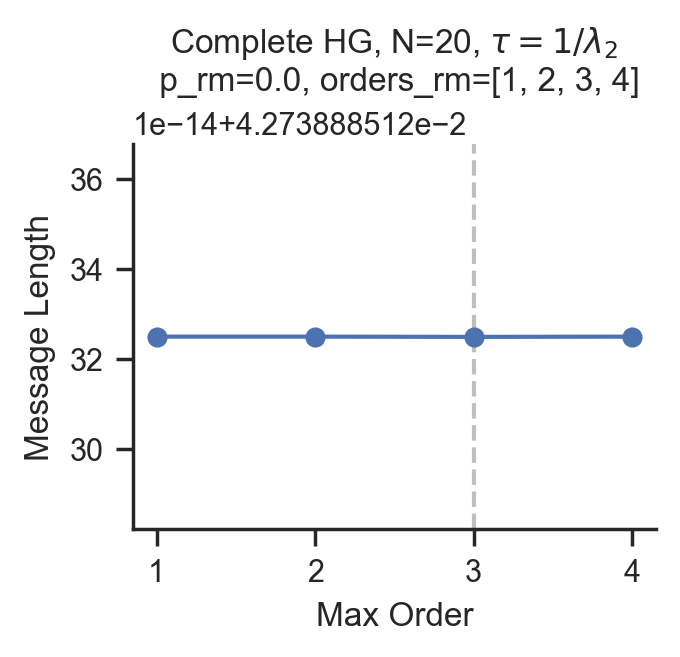 Complete HG, N=20, τ = 1/λ₂
p_rm=0.0, orders_rm=[1, 2, 3, 4]
1e−14+4.273888512e−2
36
34
32
30
Message Length
1 2 3 4
Max Order